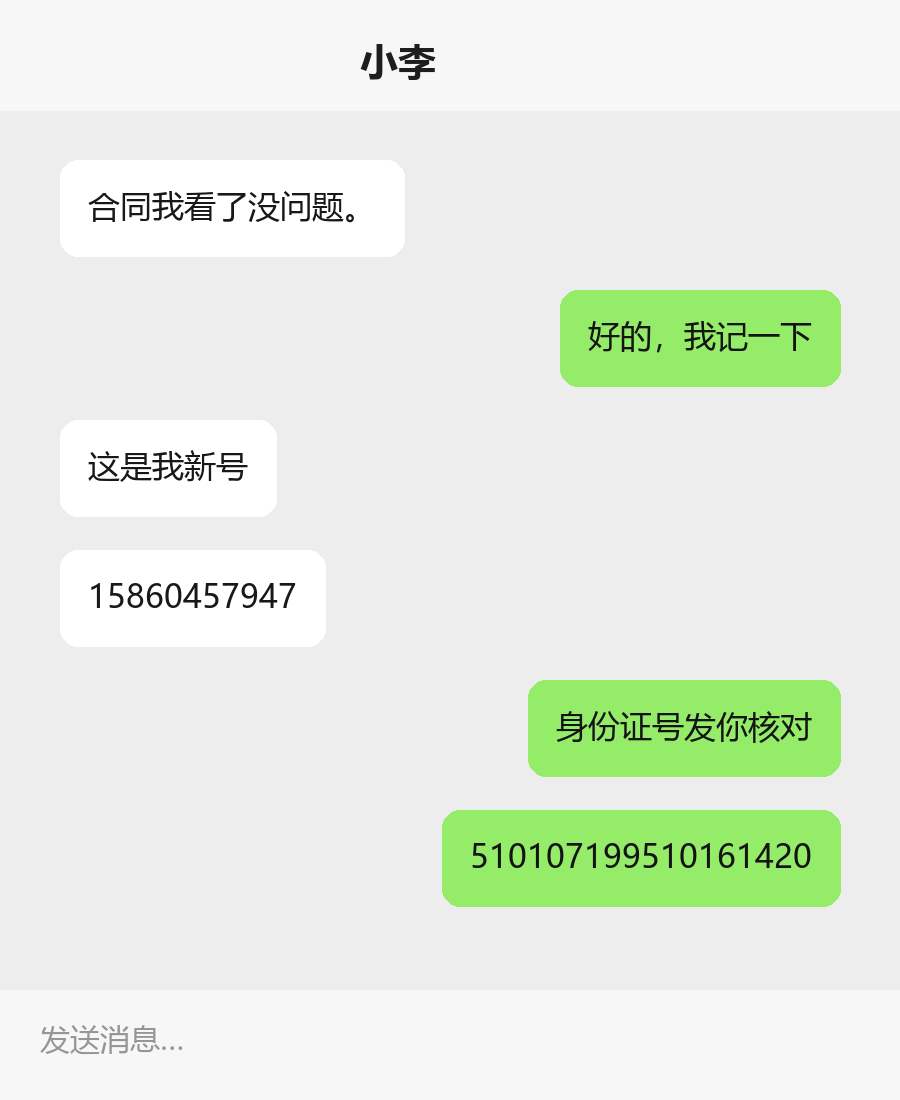 小李
合同我看了没问题。
好的，我记一下
这是我新号
15860457947
身份证号发你核对
510107199510161420
发送消息...